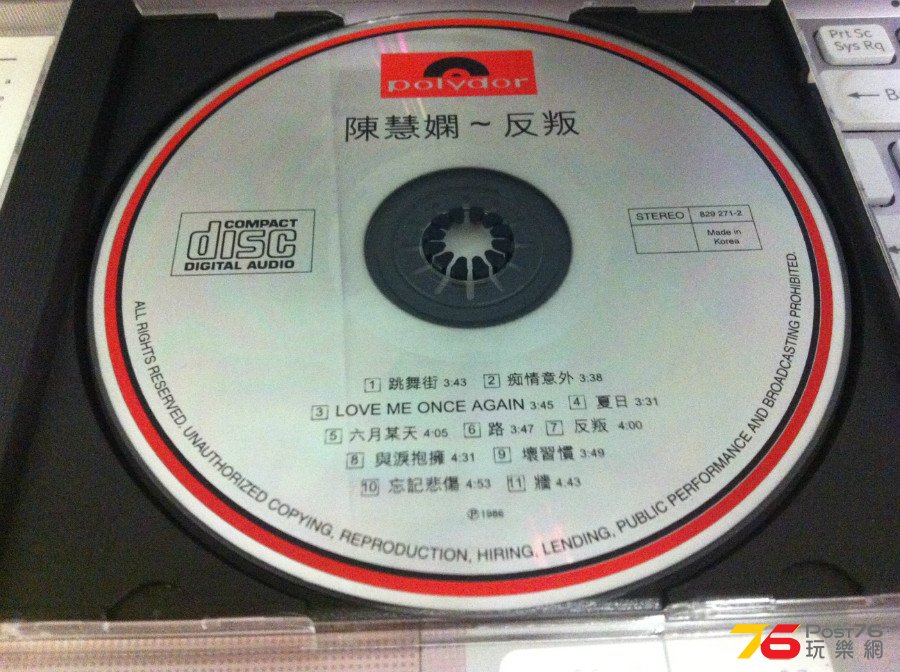 Prt Sc
Sys Rq
polydor
陳慧嫻~反叛
COMPACT
disc
DIGITAL AUDIO
STEREO 829 271-2
Made in
Korea
1 跳舞街 3:43 2 痴情意外 3:38
3 LOVE ME ONCE AGAIN 3:45 4 夏日 3:31
5 六月某天 4:05 6 路 3:47 7 反叛 4:00
8 與淚抱擁 4:31 9 壞習慣 3:49
10 忘記悲傷 4:53 11 牆 4.43
℗1986
ALL RIGHTS RESERVED. UNAUTHORIZED COPYING, REPRODUCTION, HIRING, LENDING, PUBLIC PERFORMANCE AND BROADCASTING PROHIBITED.
76 Post76
玩樂網